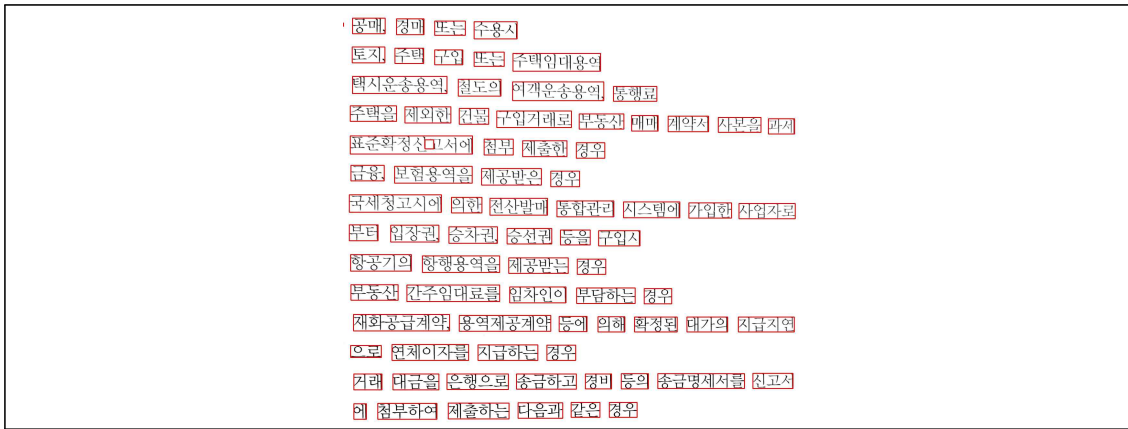 공매, 경매 또는 수용시
토지, 주택 구입 또는 주택임대용역
택시운송용역, 철도의 여객운송용역, 통행료
주택을 제외한 건물 구입거래로 부동산 매매 계약서 사본을 과세
표준확정신고서에 첨부 제출한 경우
금융, 보험용역을 제공받은 경우
국세청고시에 의한 전산발매 통합관리 시스템에 가입한 사업자로
부터 입장권, 승차권, 승선권 등을 구입시
항공기의 항행용역을 제공받는 경우
부동산 간주임대료를 임차인이 부담하는 경우
재화공급계약, 용역제공계약 등에 의해 확정된 대가의 지급지연
으로 연체이자를 지급하는 경우
거래 대금을 은행으로 송금하고 경비 등의 송금명세서를 신고서
에 첨부하여 제출하는 다음과 같은 경우